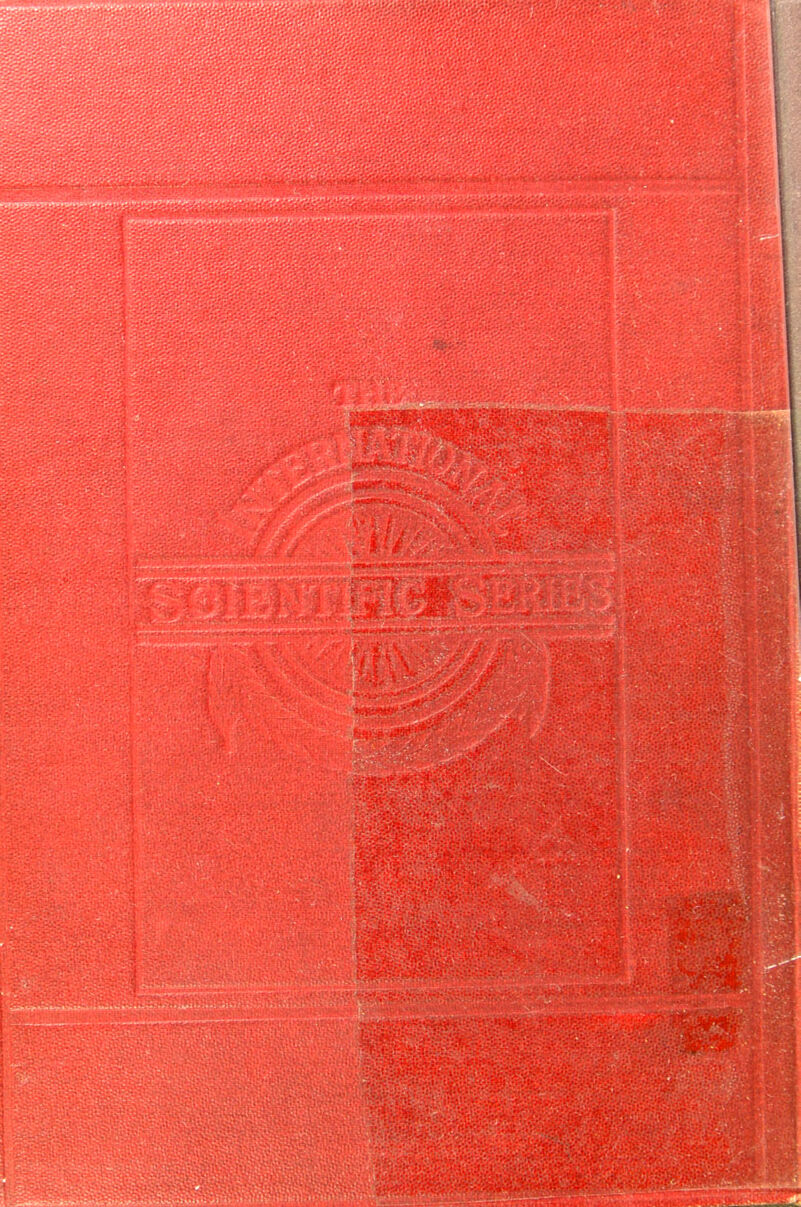 THE
INTERNATIONAL
SCIENTIFIC SERIES